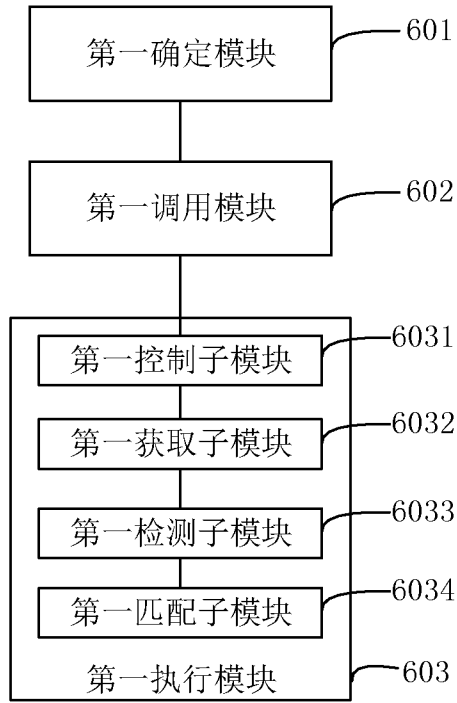 第一确定模块
601
第一调用模块
602
第一控制子模块
6031
第一获取子模块
6032
第一检测子模块
6033
第一匹配子模块
6034
第一执行模块
603